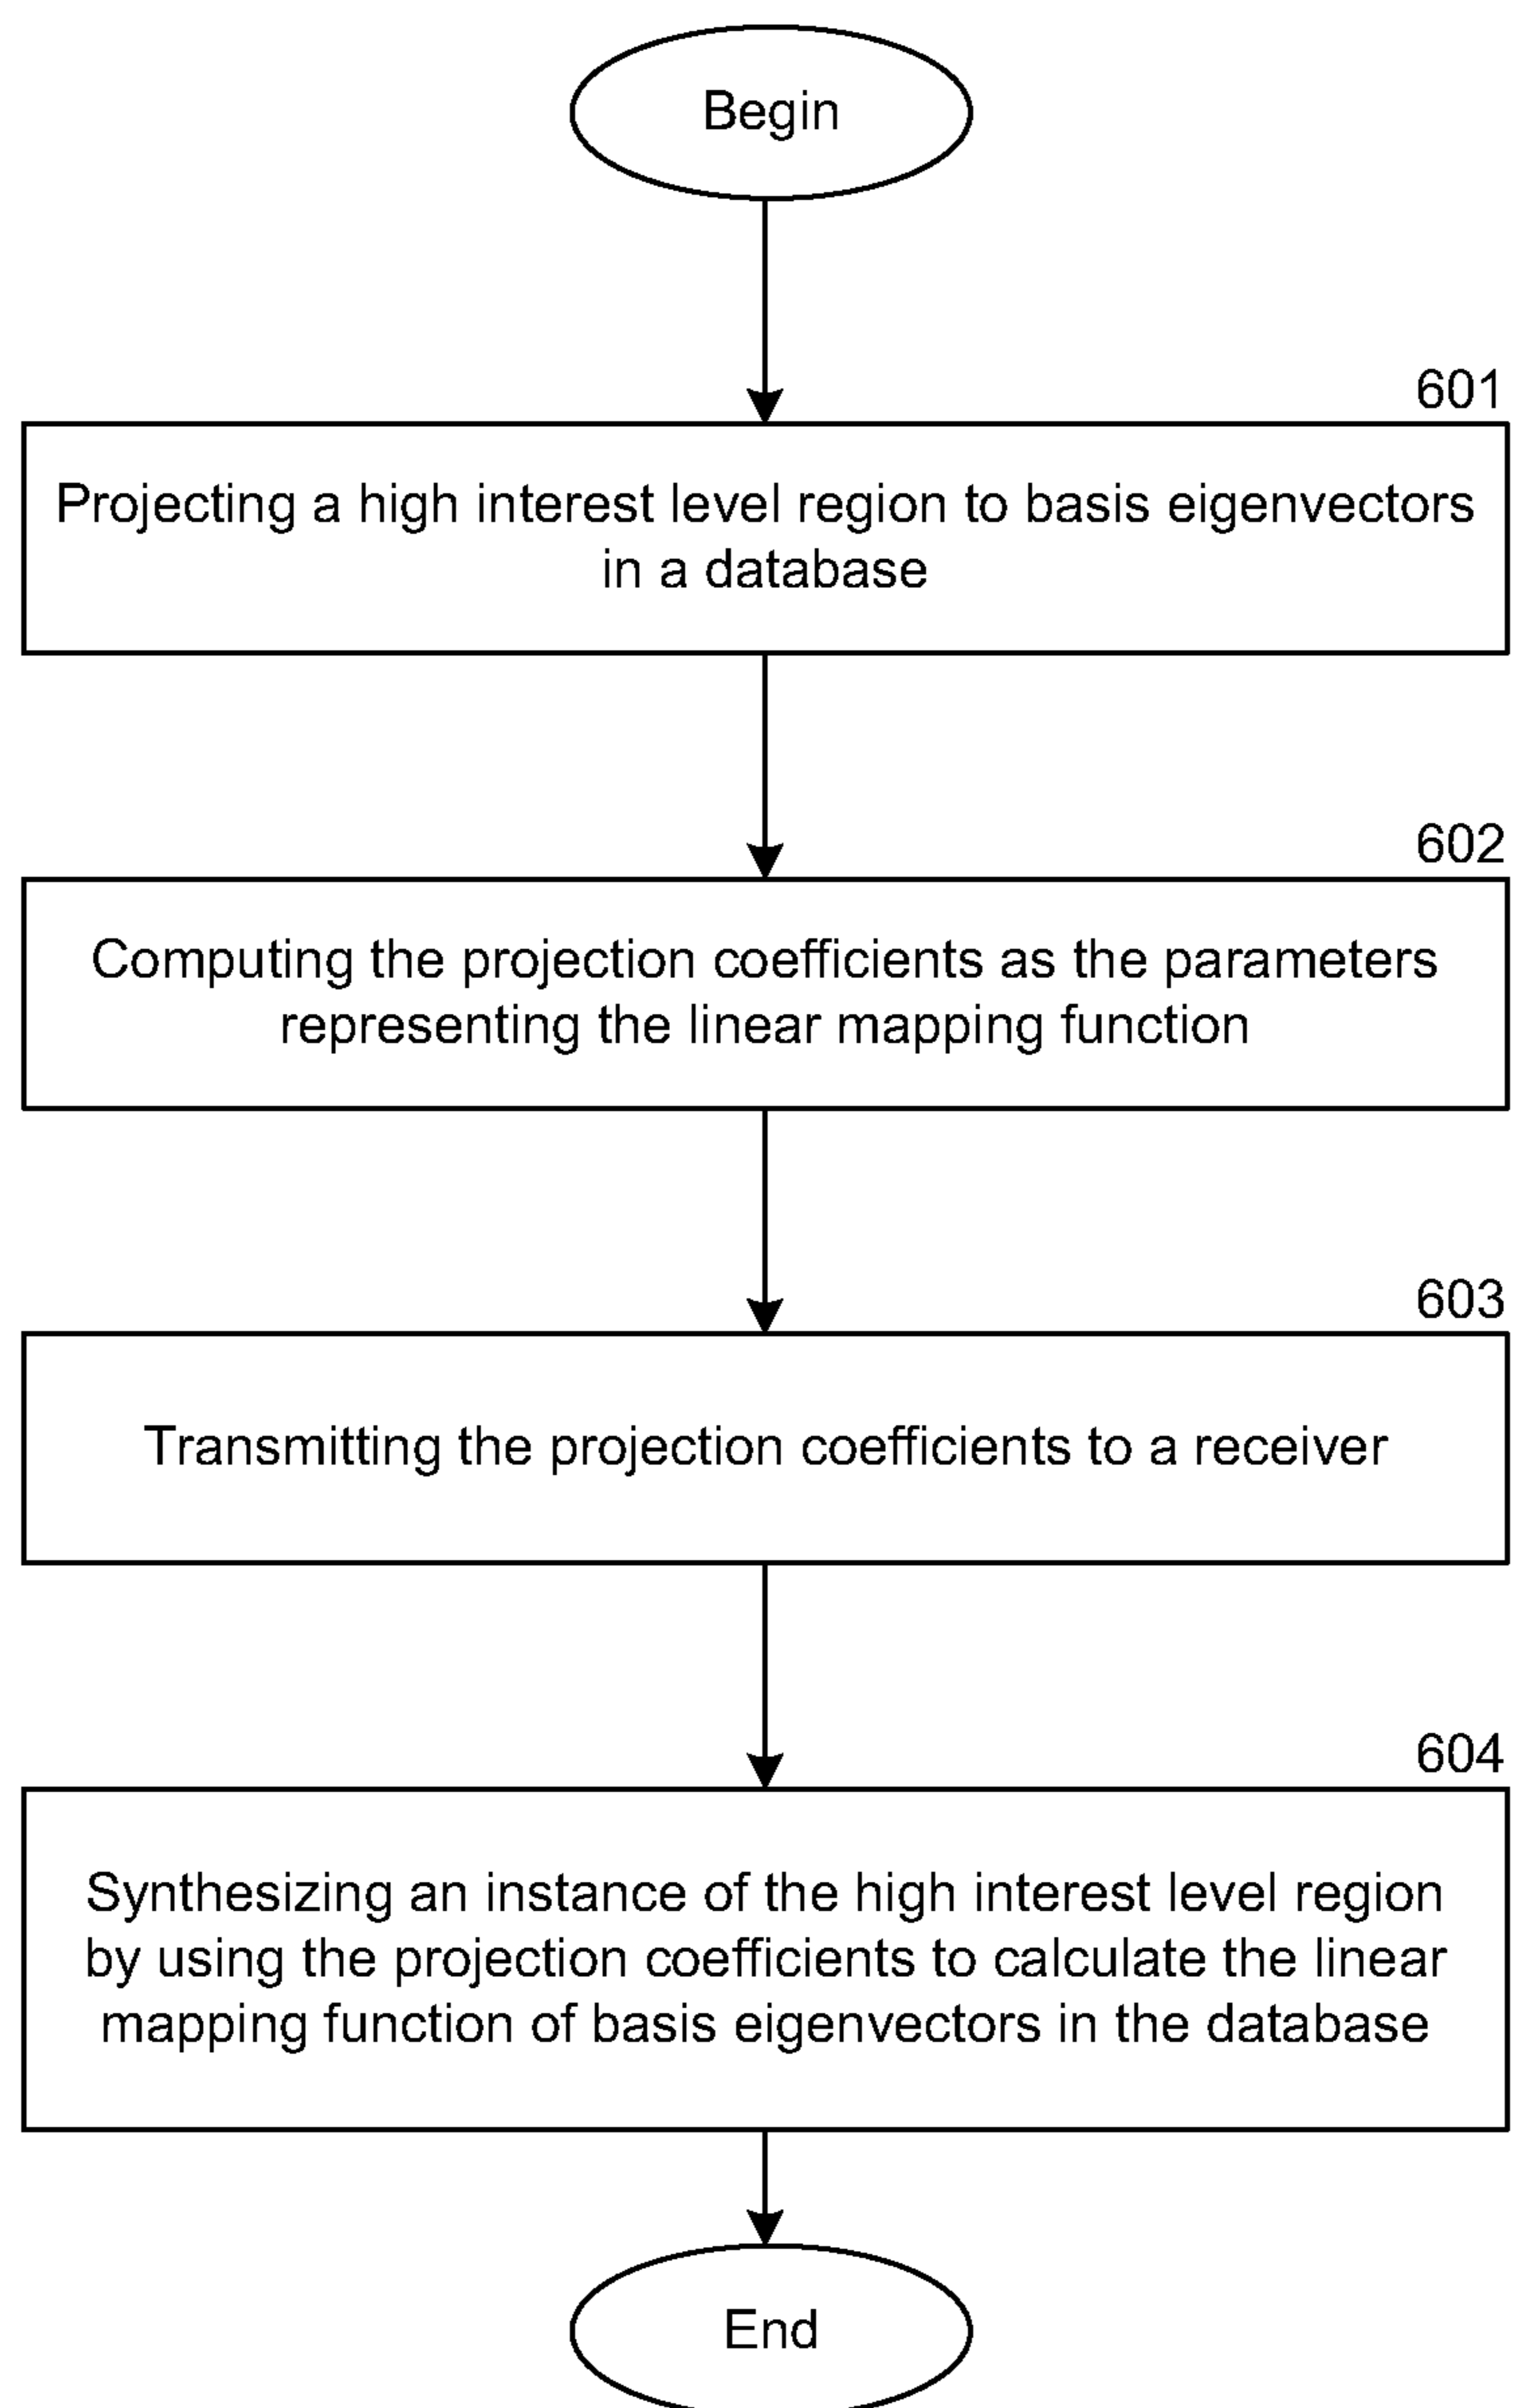 Begin
601
Projecting a high interest level region to basis eigenvectors
in a database
602
Computing the projection coefficients as the parameters
representing the linear mapping function
603
Transmitting the projection coefficients to a receiver
604
Synthesizing an instance of the high interest level region
by using the projection coefficients to calculate the linear
mapping function of basis eigenvectors in the database
End